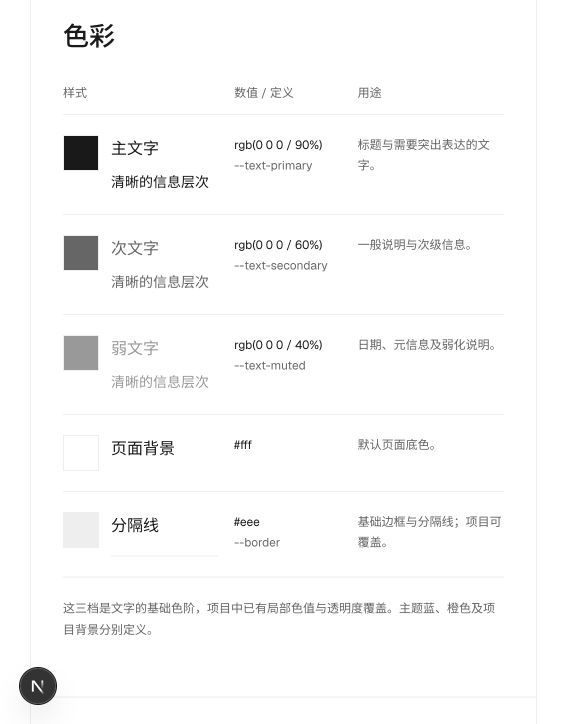 色彩
样式 数值 / 定义 用途
主文字 rgb(0 0 0 / 90%) 标题与需要突出表达的文
--text-primary 字。
清晰的信息层次
次文字 rgb(0 0 0 / 60%) 一般说明与次级信息。
--text-secondary
清晰的信息层次
弱文字 rgb(0 0 0 / 40%) 日期、元信息及弱化说明。
--text-muted
清晰的信息层次
页面背景 #fff 默认页面底色。
分隔线 #eee 基础边框与分隔线；项目可
--border 覆盖。
这三档是文字的基础色阶，项目中已有局部色值与透明度覆盖。主题蓝、橙色及项
目背景分别定义。
N